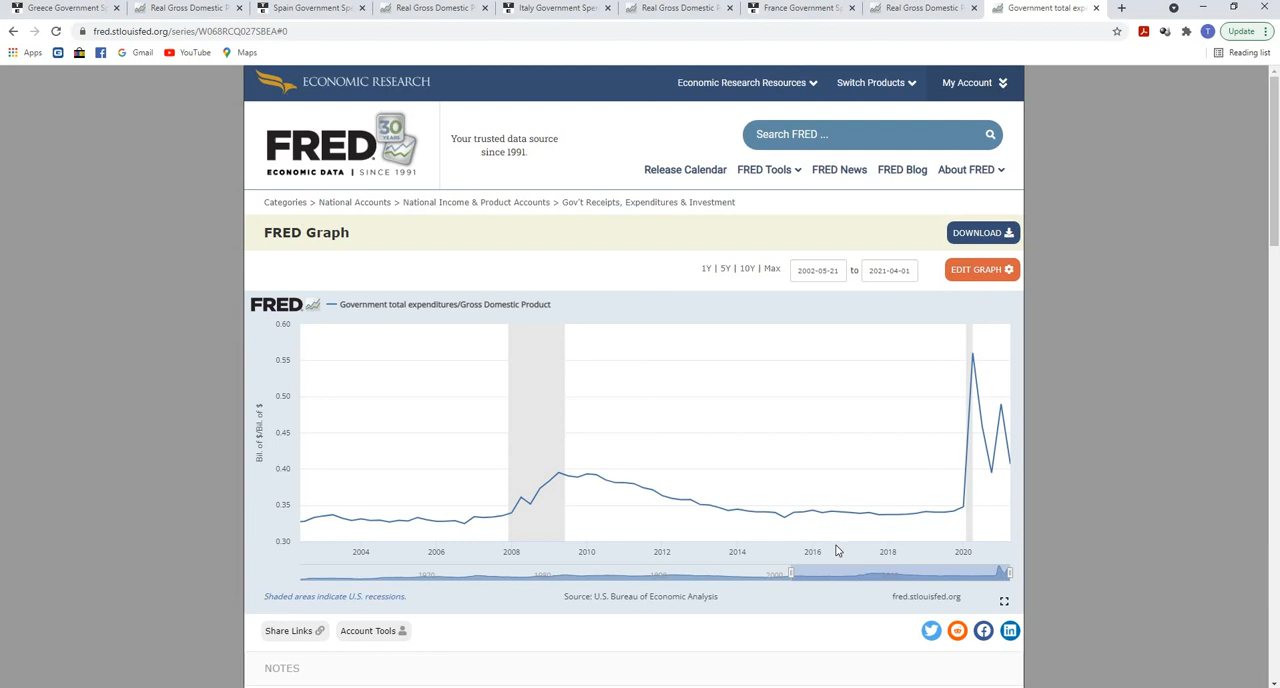 Greece Government Sp
Real Gross Domestic P
Spain Government Spe
Real Gross Domestic P
Italy Government Spen
Real Gross Domestic P
France Government Sp
Real Gross Domestic P
Government total expe
fred.stlouisfed.org/series/W068RCQ027SBEA#0
T
Update
Apps
Gmail
YouTube
Maps
Reading list
ECONOMIC RESEARCH
Economic Research Resources
Switch Products
My Account
30
YEARS
FRED
ECONOMIC DATA | SINCE 1991
Your trusted data source
since 1991.
Search FRED ...
Release Calendar
FRED Tools
FRED News
FRED Blog
About FRED
Categories > National Accounts > National Income & Product Accounts > Gov't Receipts, Expenditures & Investment
FRED Graph
DOWNLOAD
1Y | 5Y | 10Y | Max
2002-05-21 to 2021-04-01
EDIT GRAPH
FRED
Government total expenditures/Gross Domestic Product
0.60
0.55
0.50
0.45
0.40
0.35
0.30
Bil. of $/Bil. of $
2004 2006 2008 2010 2012 2014 2016 2018 2020
1970 1980 1990 2000
Shaded areas indicate U.S. recessions.
Source: U.S. Bureau of Economic Analysis
fred.stlouisfed.org
Share Links
Account Tools
NOTES